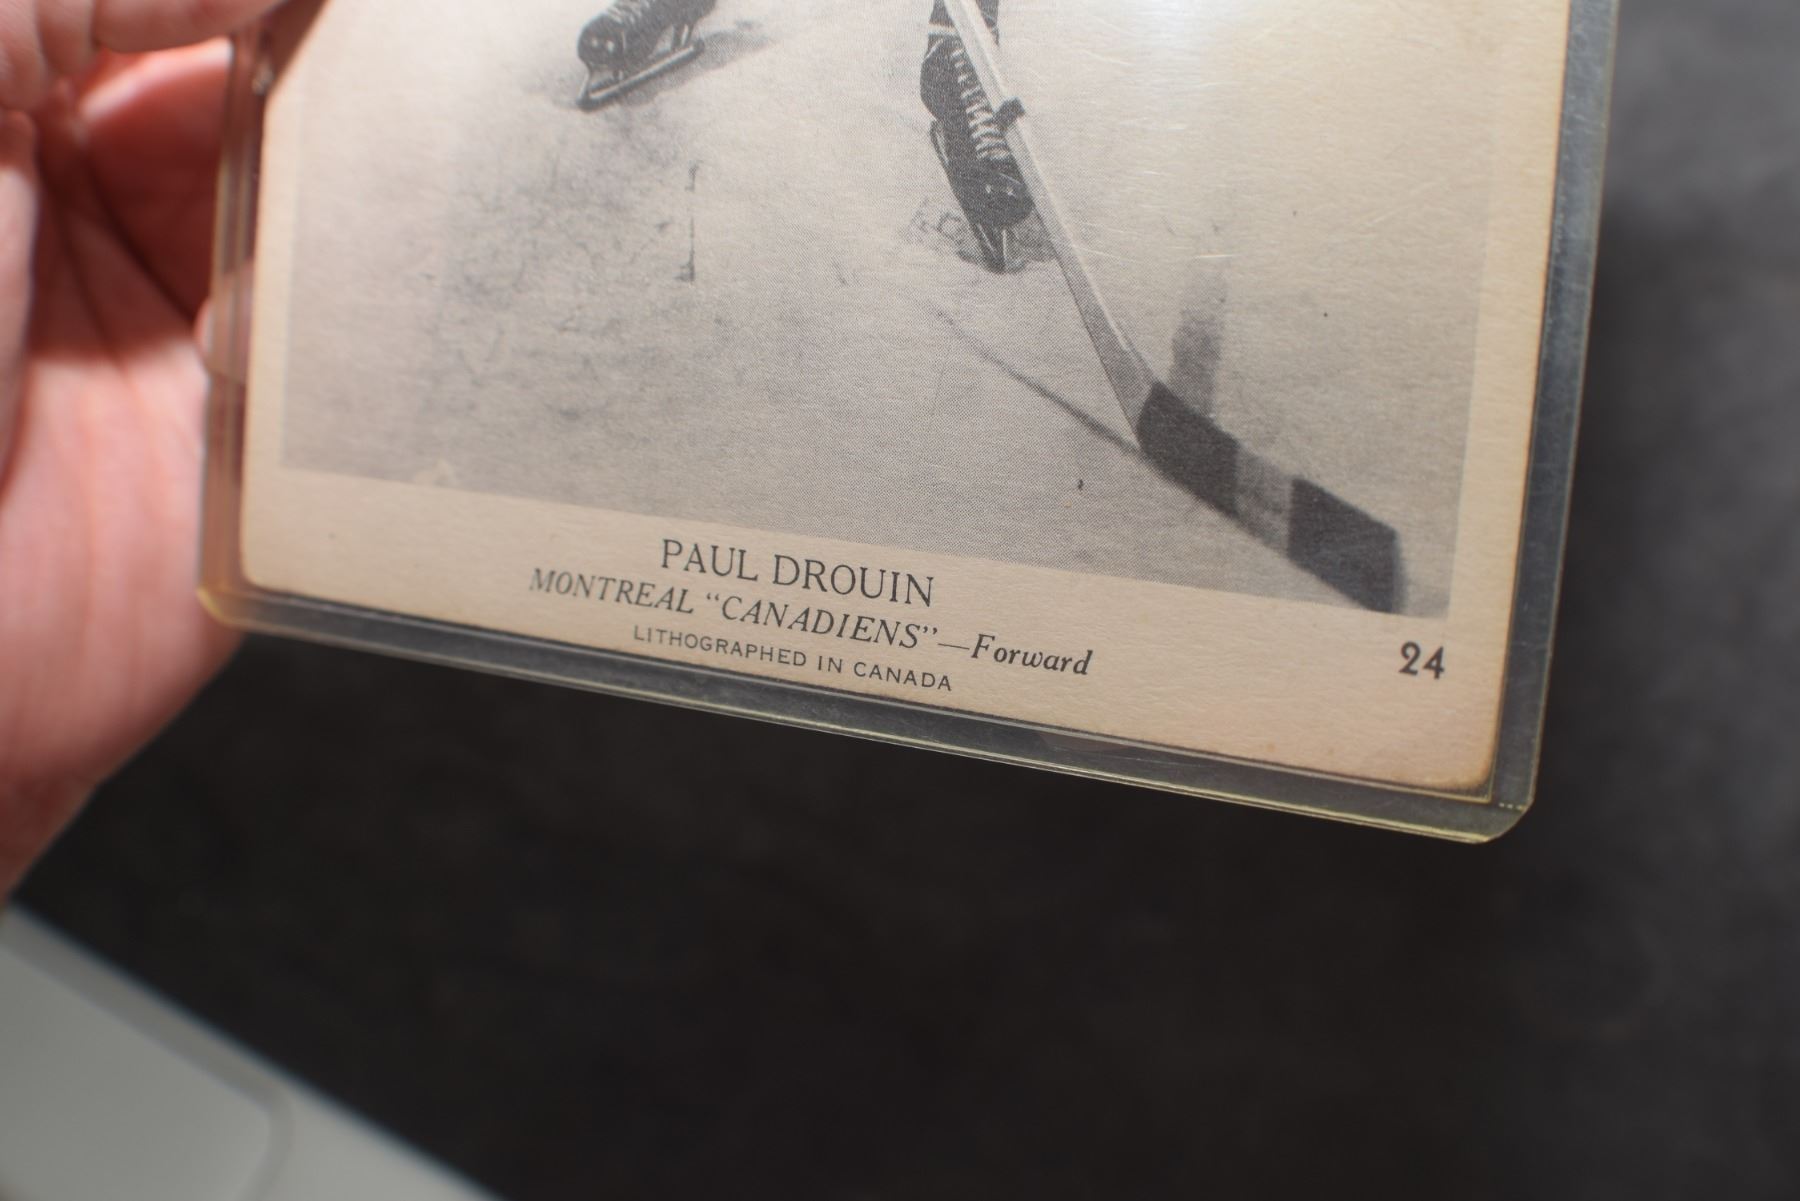 PAUL DROUIN
MONTREAL "CANADIENS"—Forward
LITHOGRAPHED IN CANADA
24